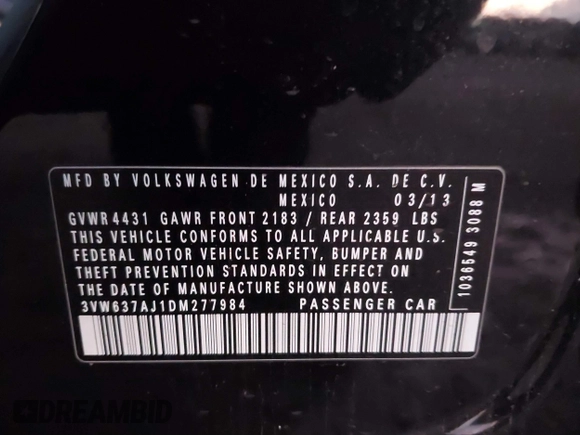 MFD BY VOLKSWAGEN DE MEXICO S.A. DE C.V.
MEXICO 03/13
GVWR 4431 GAWR FRONT 2183 / REAR 2359 LBS
THIS VEHICLE CONFORMS TO ALL APPLICABLE U.S.
FEDERAL MOTOR VEHICLE SAFETY, BUMPER AND
THEFT PREVENTION STANDARDS IN EFFECT ON
THE DATE OF MANUFACTURE SHOWN ABOVE.
3VW637AJ1DM277984 PASSENGER CAR
1036549 3088 M
DREAMBID